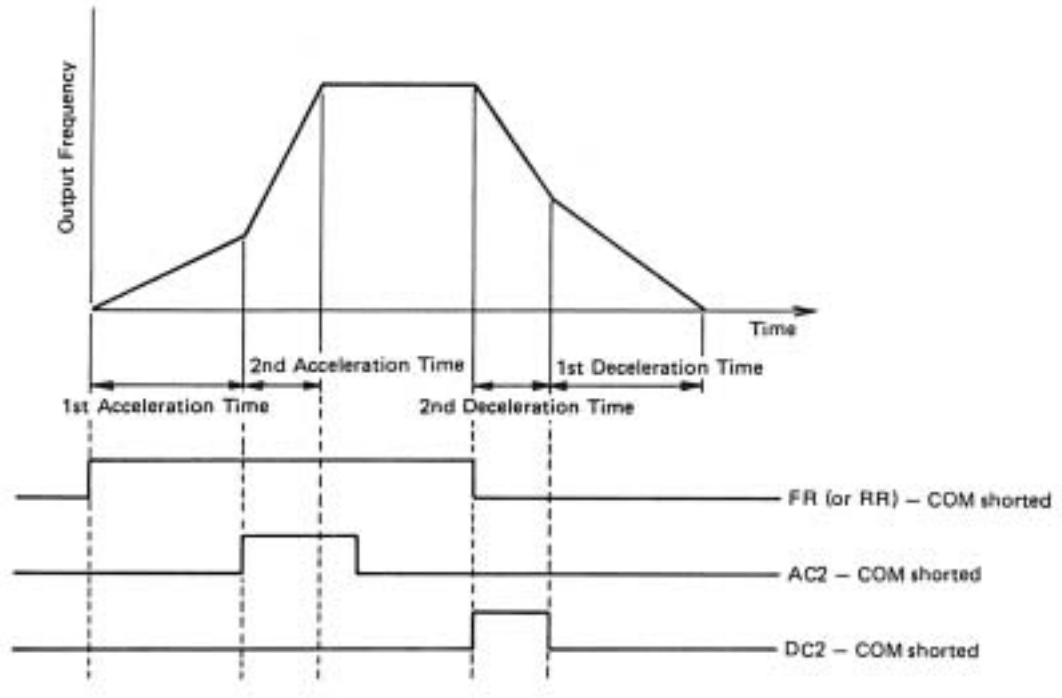 Output Frequency
Time
2nd Acceleration Time
1st Deceleration Time
1st Acceleration Time
2nd Deceleration Time
FR (or RR) – COM shorted
AC2 – COM shorted
DC2 – COM shorted